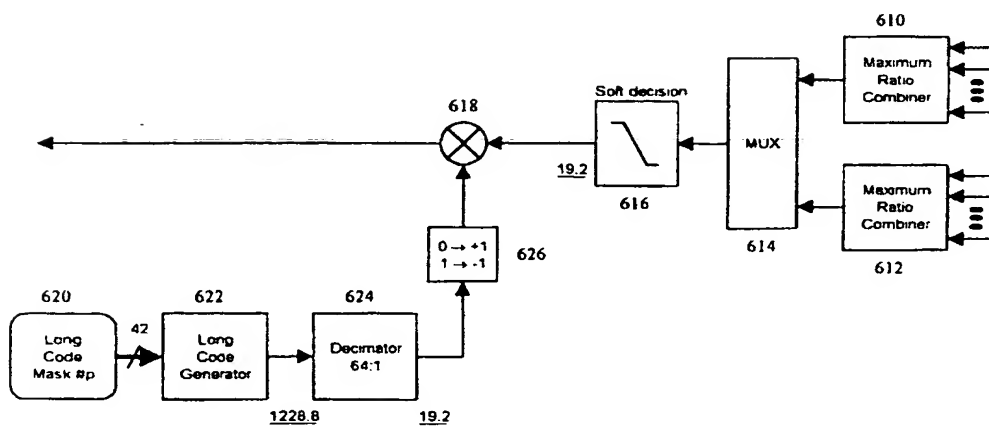 610
Maximum
Ratio
Combiner
Soft decision
618
MUX
19.2
616
Maximum
Ratio
Combiner
614
612
0 → +1
1 → -1
626
620
622
624
42
Long
Code
Mask #p
Long
Code
Generator
Decimator
64:1
1228.8
19.2